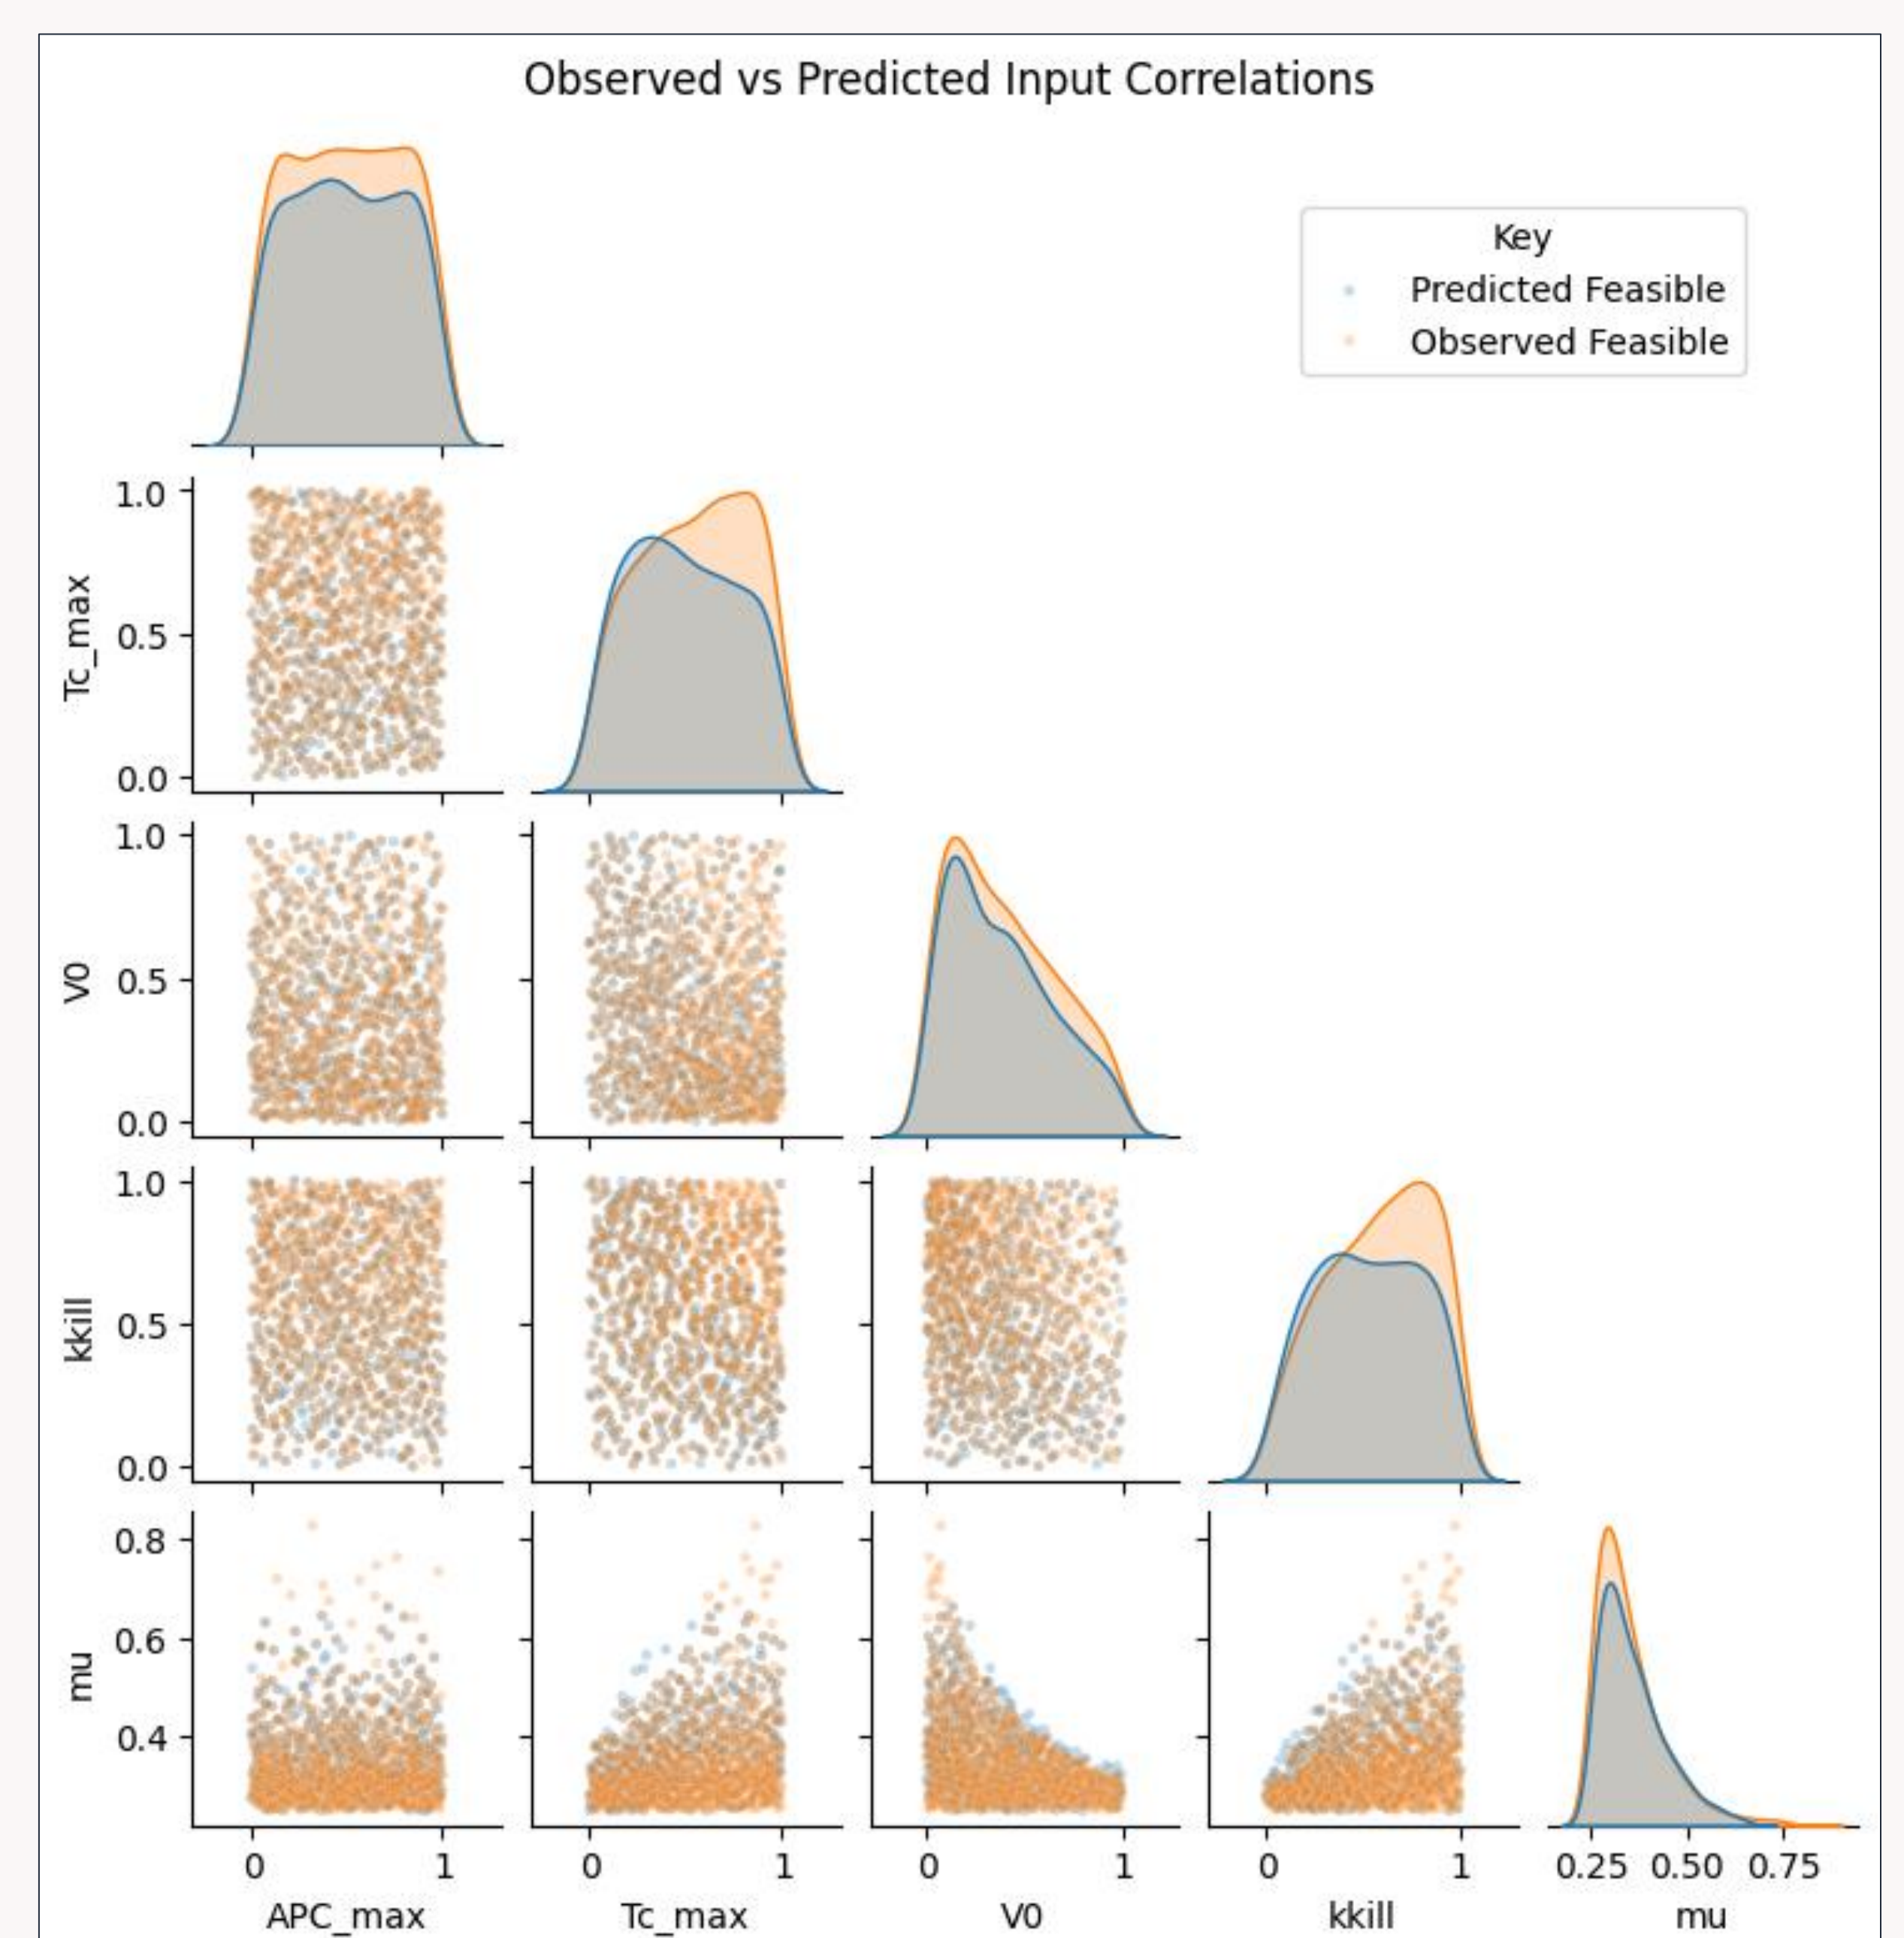 Observed vs Predicted Input Correlations
Key
Predicted Feasible
Observed Feasible
1.0
0.5
0.0
Tc_max
1.0
0.5
0.0
V0
1.0
0.5
0.0
kkill
0.8
0.6
0.4
mu
0 1 0 1 0 1 0 1 0.25 0.50 0.75
APC_max Tc_max V0 kkill mu